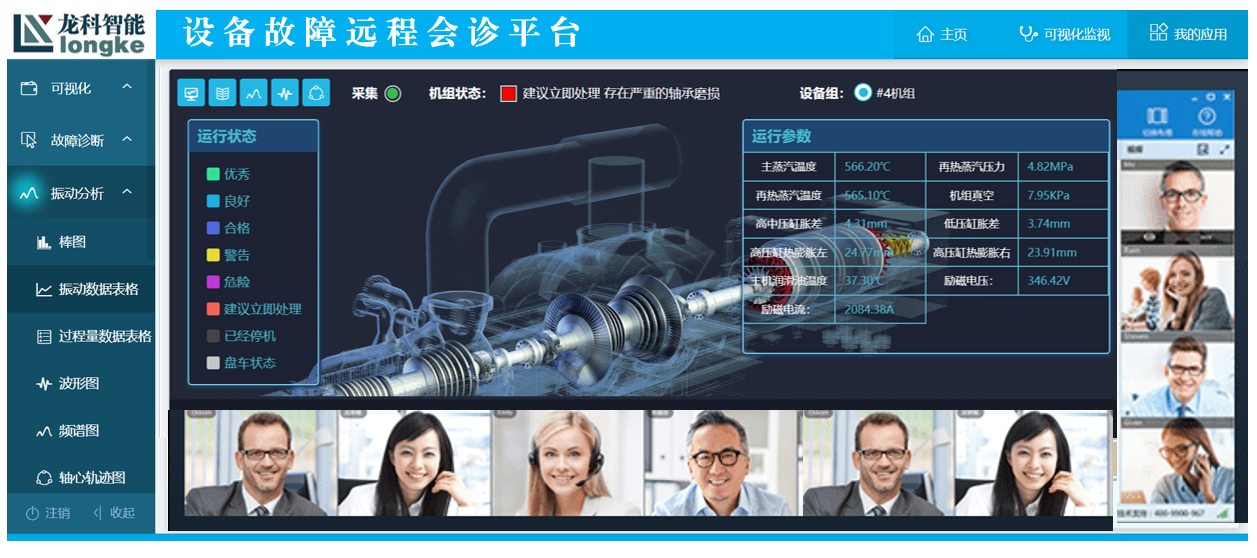 龙科智能
longke
设备故障远程会诊平台
主页
可视化监视
我的应用
可视化
故障诊断
振动分析
棒图
振动数据表格
过程量数据表格
波形图
频谱图
轴心轨迹图
注销
收起
采集
机组状态：
建议立即处理 存在严重的轴承磨损
设备组：
#4机组
运行状态
优秀
良好
合格
警告
危险
建议立即处理
已经停机
盘车状态
运行参数
主蒸汽温度 566.20℃ 再热蒸汽压力 4.82MPa
再热蒸汽温度 565.10℃ 机组真空 7.95KPa
高中压缸胀差 4.31mm 低压缸胀差 3.74mm
高压缸热膨胀左 24.77mm 高压缸热膨胀右 23.91mm
主机润滑油温度 37.30℃ 励磁电压： 346.42V
励磁电流： 2084.38A